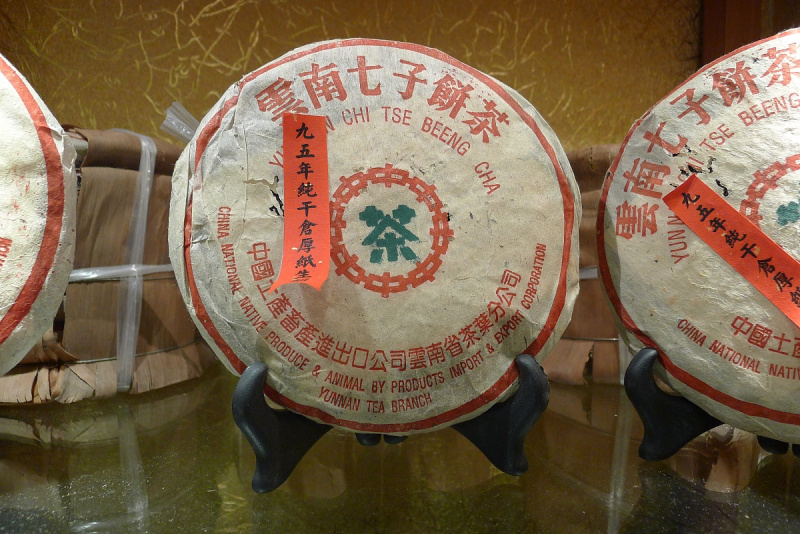 雲南七子餅茶
CHI TSE BEENG CHA
九五年純干倉厚紙生
茶
中國土產畜產進出口公司雲南省茶葉分公司
CHINA NATIONAL NATIVE PRODUCE & ANIMAL BY PRODUCTS IMPORT & EXPORT CORPORATION
YUNNAN TEA BRANCH
雲南七子餅茶
TSE BEENG
九五年純干倉厚
中國土產
CHINA NATIONAL NATIV